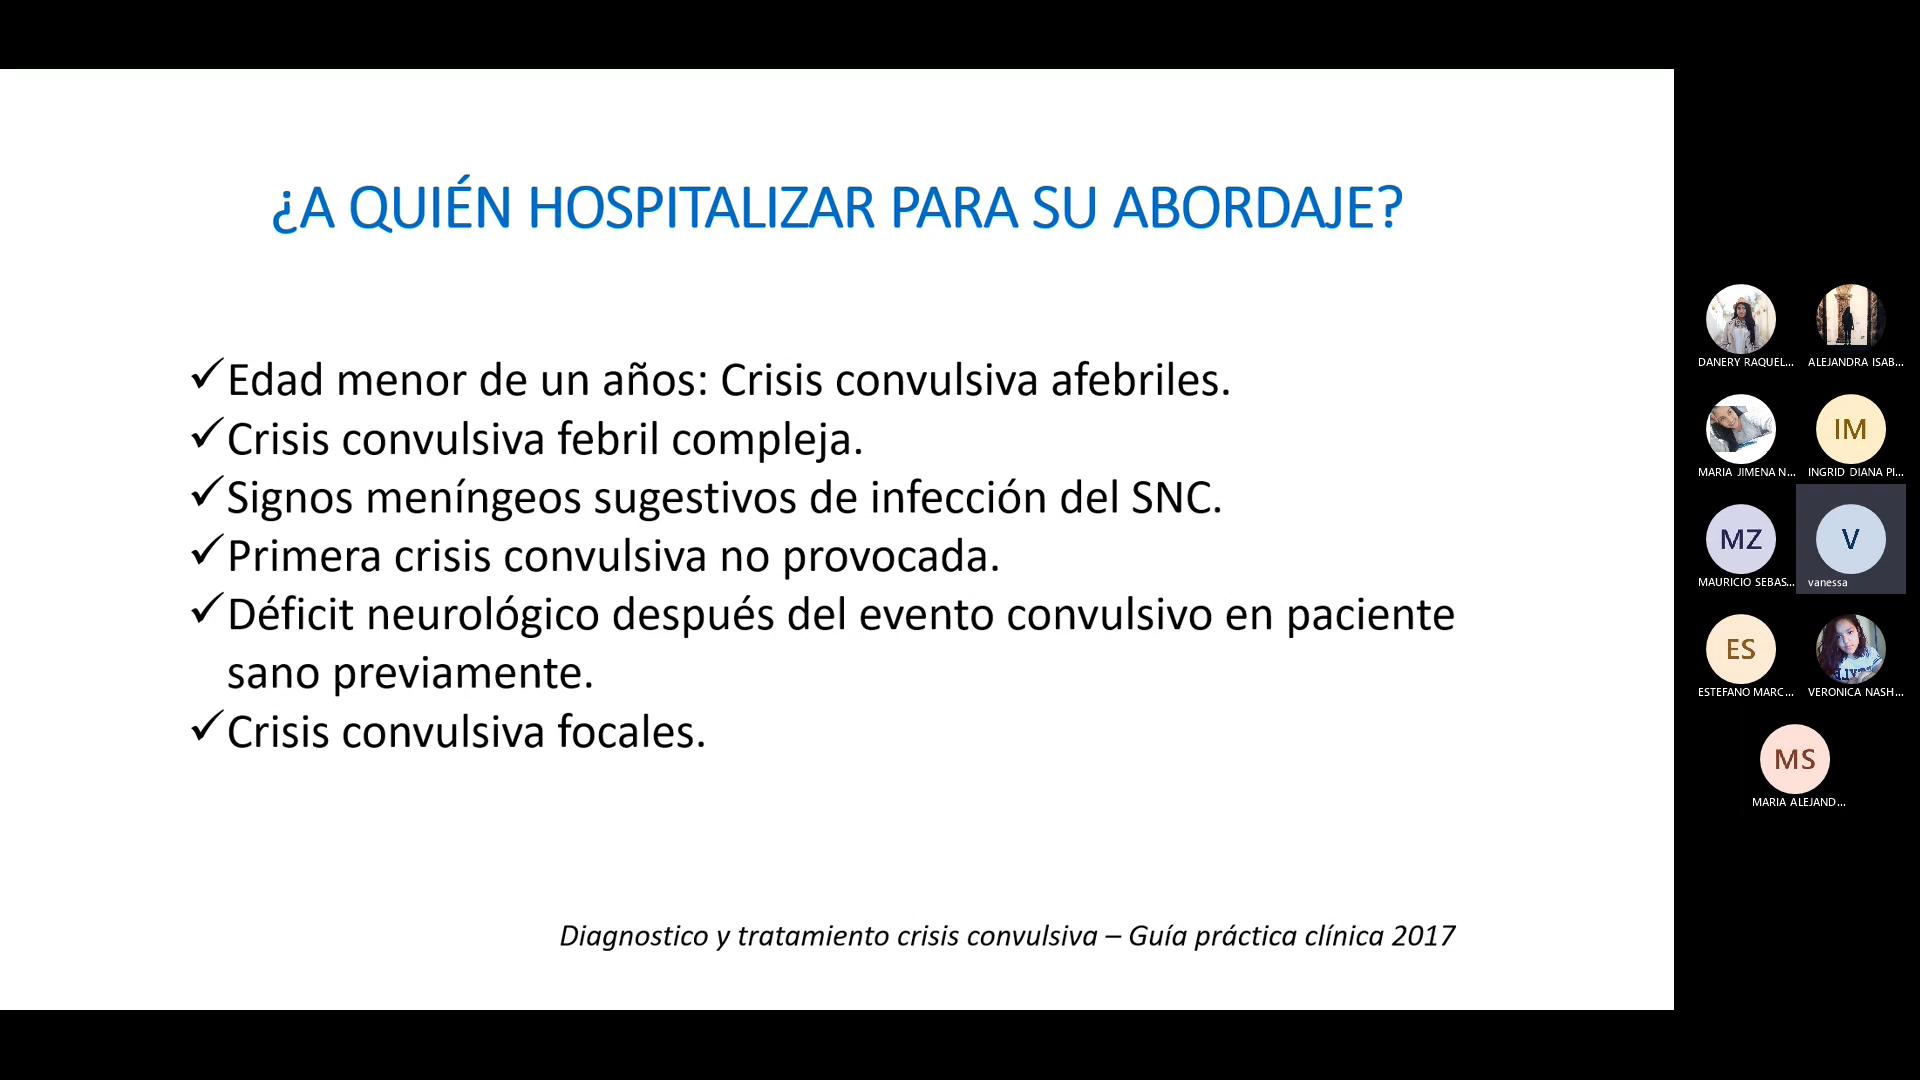 ¿A QUIÉN HOSPITALIZAR PARA SU ABORDAJE?
✓Edad menor de un años: Crisis convulsiva afebriles.
✓Crisis convulsiva febril compleja.
✓Signos meníngeos sugestivos de infección del SNC.
✓Primera crisis convulsiva no provocada.
✓Déficit neurológico después del evento convulsivo en paciente
sano previamente.
✓Crisis convulsiva focales.
Diagnostico y tratamiento crisis convulsiva – Guía práctica clínica 2017
DANERY RAQUEL...
ALEJANDRA ISAB...
MARIA JIMENA N...
IM
INGRID DIANA PI...
MZ
MAURICIO SEBAS...
V
vanessa
ES
ESTEFANO MARC...
VERONICA NASH...
MS
MARIA ALEJAND...